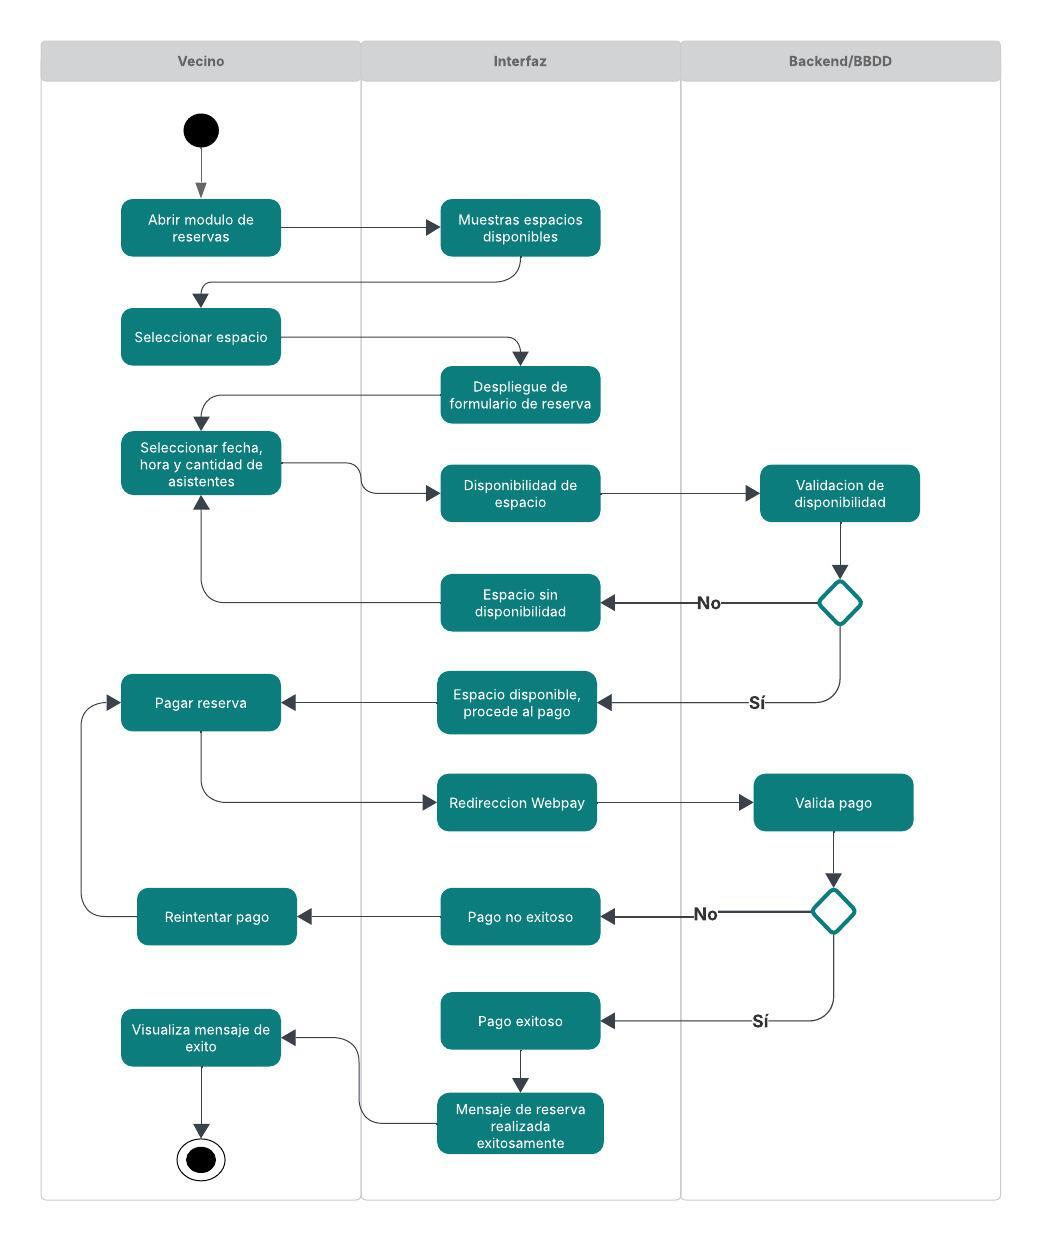 Vecino
Interfaz
Backend/BBDD
Abrir modulo de
reservas
Muestras espacios
disponibles
Seleccionar espacio
Despliegue de
formulario de reserva
Seleccionar fecha,
hora y cantidad de
asistentes
Disponibilidad de
espacio
Validacion de
disponibilidad
Espacio sin
disponibilidad
No
Pagar reserva
Espacio disponible,
procede al pago
Sí
Redireccion Webpay
Valida pago
Reintentar pago
Pago no exitoso
No
Pago exitoso
Sí
Visualiza mensaje de
exito
Mensaje de reserva
realizada
exitosamente